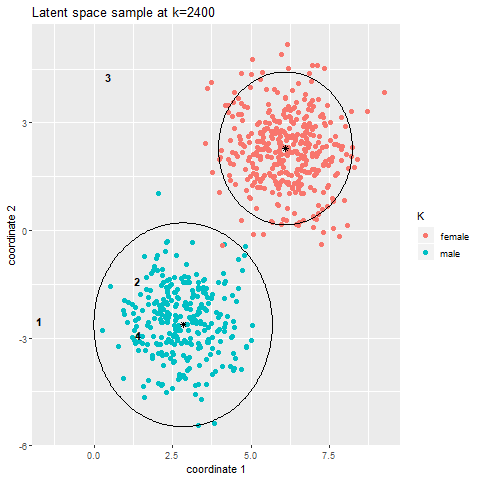 Latent space sample at k=2400
3
2
1
4
3
0
-3
-6
0.0 2.5 5.0 7.5
coordinate 1
coordinate 2
K
female
male